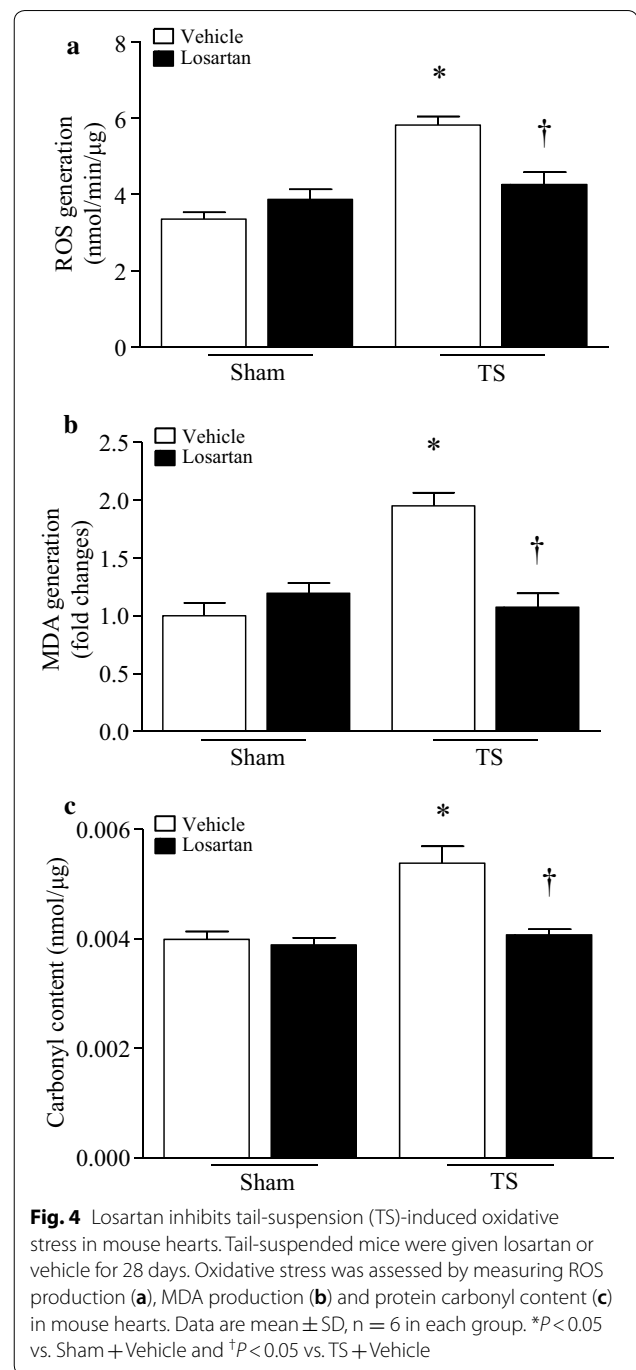 a
Vehicle
Losartan
ROS generation
(nmol/min/µg)
8
6
4
2
0
*
†
Sham
TS
b
Vehicle
Losartan
MDA generation
(fold changes)
2.5
2.0
1.5
1.0
0.5
0.0
*
†
Sham
TS
c
Vehicle
Losartan
Carbonyl content (nmol/µg)
0.006
0.004
0.002
0.000
*
†
Sham
TS
Fig. 4 Losartan inhibits tail-suspension (TS)-induced oxidative
stress in mouse hearts. Tail-suspended mice were given losartan or
vehicle for 28 days. Oxidative stress was assessed by measuring ROS
production (a), MDA production (b) and protein carbonyl content (c)
in mouse hearts. Data are mean ± SD, n = 6 in each group. *P < 0.05
vs. Sham + Vehicle and †P < 0.05 vs. TS + Vehicle